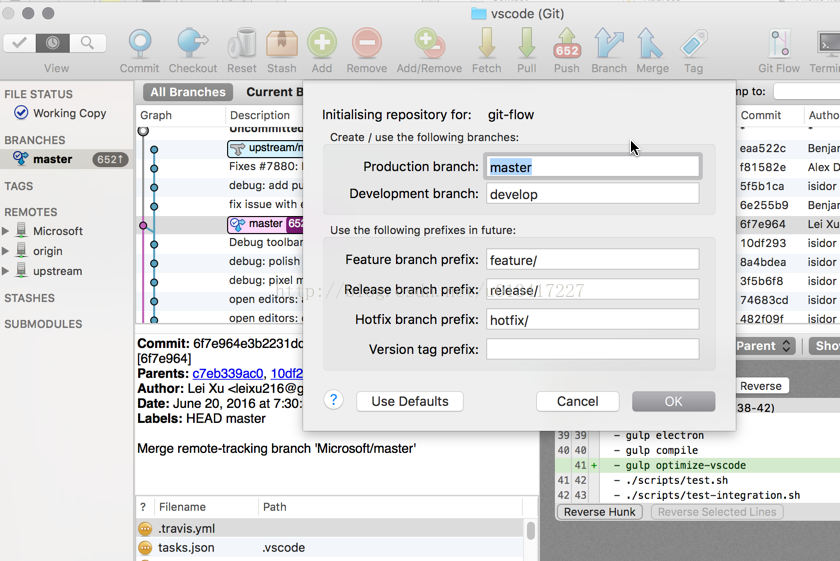 vscode (Git)
652
View Commit Checkout Reset Stash Add Remove Add/Remove Fetch Pull Push Branch Merge Tag Git Flow
FILE STATUS
Working Copy
BRANCHES
master 652↑
TAGS
REMOTES
Microsoft
origin
upstream
STASHES
SUBMODULES
All Branches Current B
mp to:
Graph Description Commit Autho
Uncommitted
upstream/m eaa522c Benjar
Fixes #7880: f81582e Alex D
debug: add pu 5f5b1ca isidor
fix issue with e 6e255b9 Benjar
master 652 6f7e964 Lei Xu
Debug toolbar 10df293 isidor
debug: polish 8a4bdea isidor
debug: pixel m 3f5b6f8 isidor
open editors: 74683cd isidor
open editors: 482f09f isidor
Initialising repository for: git-flow
Create / use the following branches:
Production branch: master
Development branch: develop
Use the following prefixes in future:
Feature branch prefix: feature/
Release branch prefix: release/
Hotfix branch prefix: hotfix/
Version tag prefix:
? Use Defaults Cancel OK
Commit: 6f7e964e3b2231dc
[6f7e964]
Parents: c7eb339ac0, 10df2
Author: Lei Xu <leixu216@g
Date: June 20, 2016 at 7:30:
Labels: HEAD master
Merge remote-tracking branch 'Microsoft/master'
? Filename Path
.travis.yml
tasks.json .vscode
Parent Show
Reverse
38-42)
39 39 - gulp electron
40 40 - gulp compile
41 + - gulp optimize-vscode
41 42 - ./scripts/test.sh
42 43 - ./scripts/test-integration.sh
Reverse Hunk Reverse Selected Lines